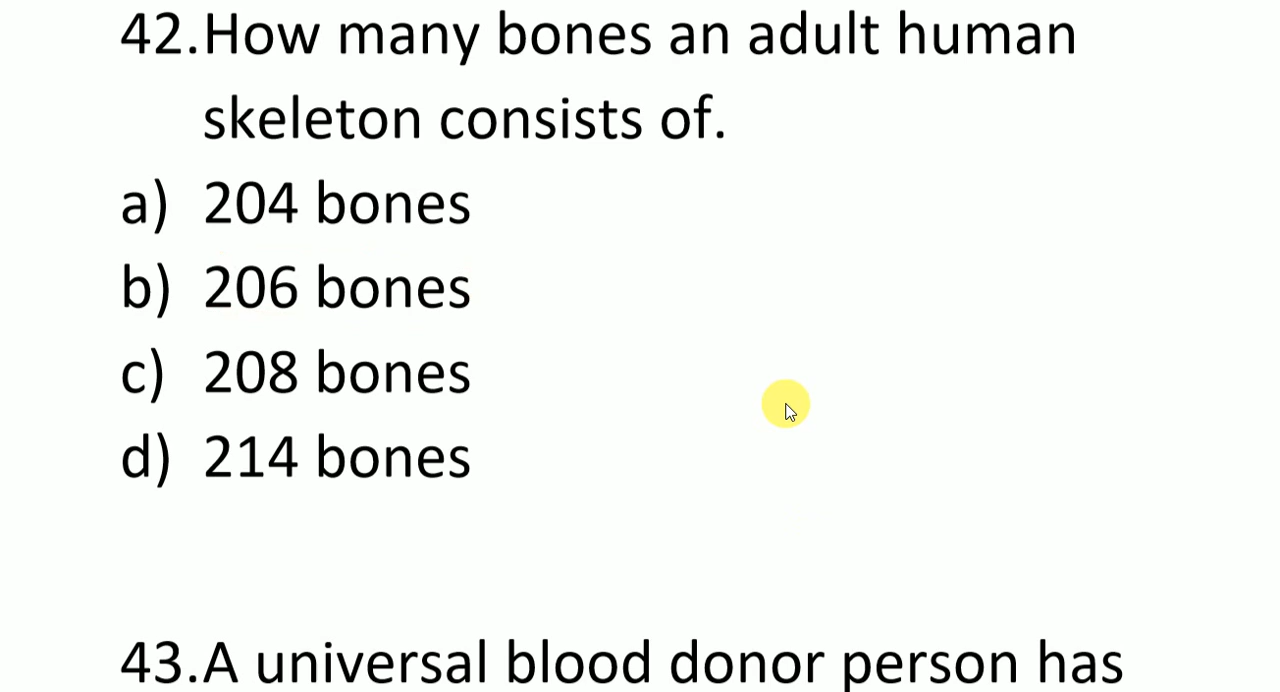 42.How many bones an adult human
skeleton consists of.
a) 204 bones
b) 206 bones
c) 208 bones
d) 214 bones
43.A universal blood donor person has